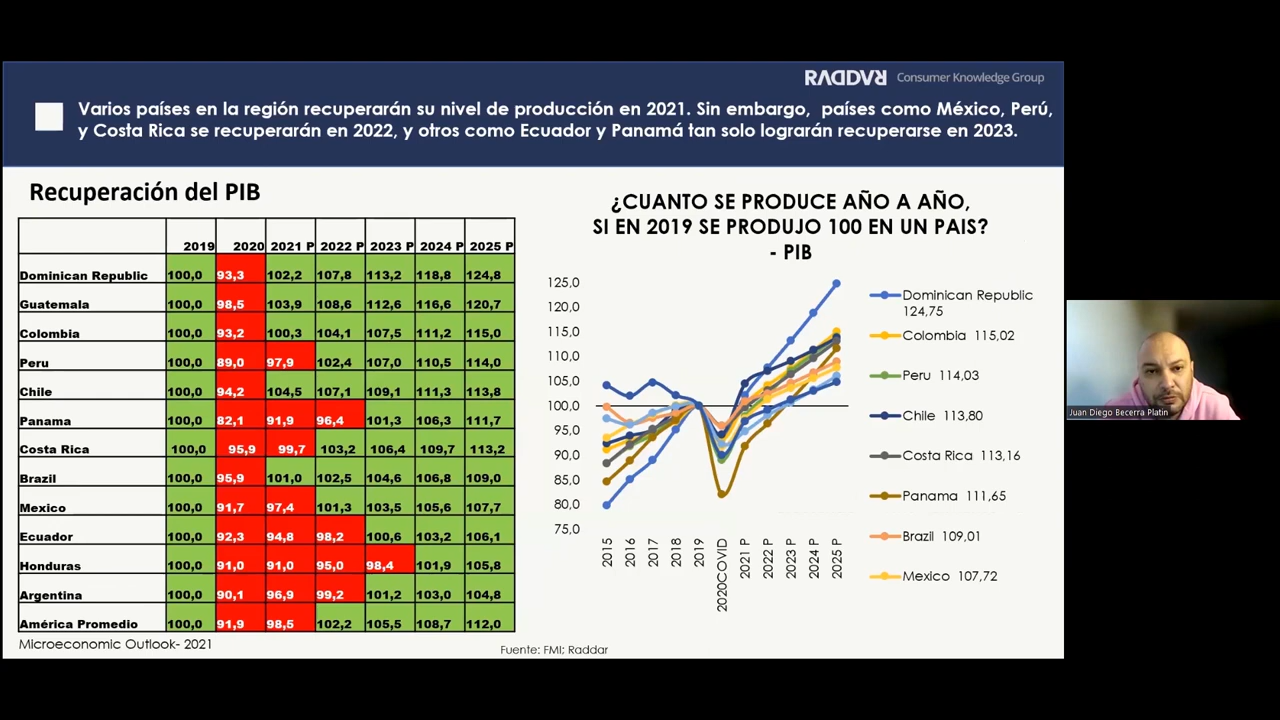 RADDAR Consumer Knowledge Group
Varios países en la región recuperarán su nivel de producción en 2021. Sin embargo, países como México, Perú,
y Costa Rica se recuperarán en 2022, y otros como Ecuador y Panamá tan solo lograrán recuperarse en 2023.
Recuperación del PIB
2019 2020 2021 P 2022 P 2023 P 2024 P 2025 P
Dominican Republic 100,0 93,3 102,2 107,8 113,2 118,8 124,8
Guatemala 100,0 98,5 103,9 108,6 112,6 116,6 120,7
Colombia 100,0 93,2 100,3 104,1 107,5 111,2 115,0
Peru 100,0 89,0 97,9 102,4 107,0 110,5 114,0
Chile 100,0 94,2 104,5 107,1 109,1 111,3 113,8
Panama 100,0 82,1 91,9 96,4 101,3 106,3 111,7
Costa Rica 100,0 95,9 99,7 103,2 106,4 109,7 113,2
Brazil 100,0 95,9 101,0 102,5 104,6 106,8 109,0
Mexico 100,0 91,7 97,4 101,3 103,5 105,6 107,7
Ecuador 100,0 92,3 94,8 98,2 100,6 103,2 106,1
Honduras 100,0 91,0 91,0 95,0 98,4 101,9 105,8
Argentina 100,0 90,1 96,9 99,2 101,2 103,0 104,8
América Promedio 100,0 91,9 98,5 102,2 105,5 108,7 112,0
Microeconomic Outlook- 2021
¿CUANTO SE PRODUCE AÑO A AÑO,
SI EN 2019 SE PRODUJO 100 EN UN PAIS?
- PIB
125,0
120,0
115,0
110,0
105,0
100,0
95,0
90,0
85,0
80,0
75,0
2015
2016
2017
2018
2019
2020COVID
2021 P
2022 P
2023 P
2024 P
2025 P
Dominican Republic
124,75
Colombia 115,02
Peru 114,03
Chile 113,80
Costa Rica 113,16
Panama 111,65
Brazil 109,01
Mexico 107,72
Fuente: FMI; Raddar
Juan Diego Becerra Platin